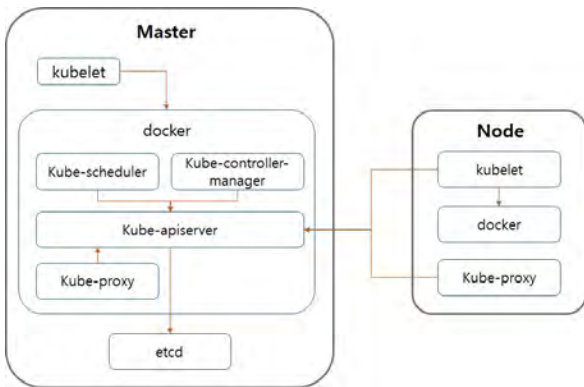 Master
kubelet
docker
Kube-scheduler
Kube-controller-
manager
Kube-apiserver
Kube-proxy
etcd
Node
kubelet
docker
Kube-proxy